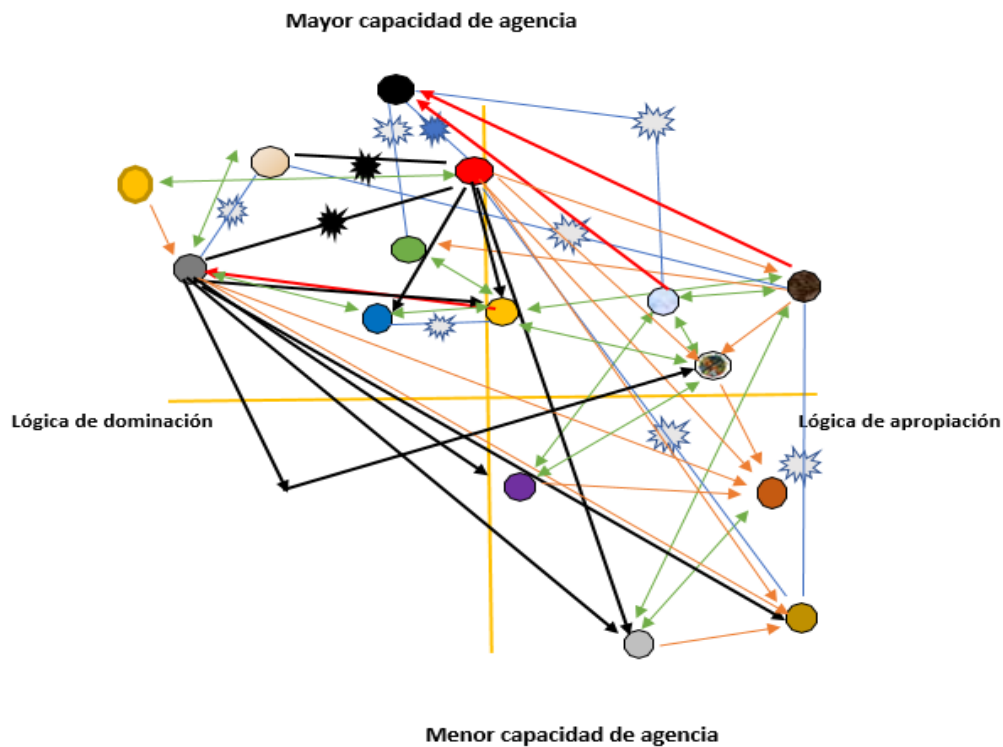 Mayor capacidad de agencia
Lógica de dominación
Lógica de apropiación
Menor capacidad de agencia